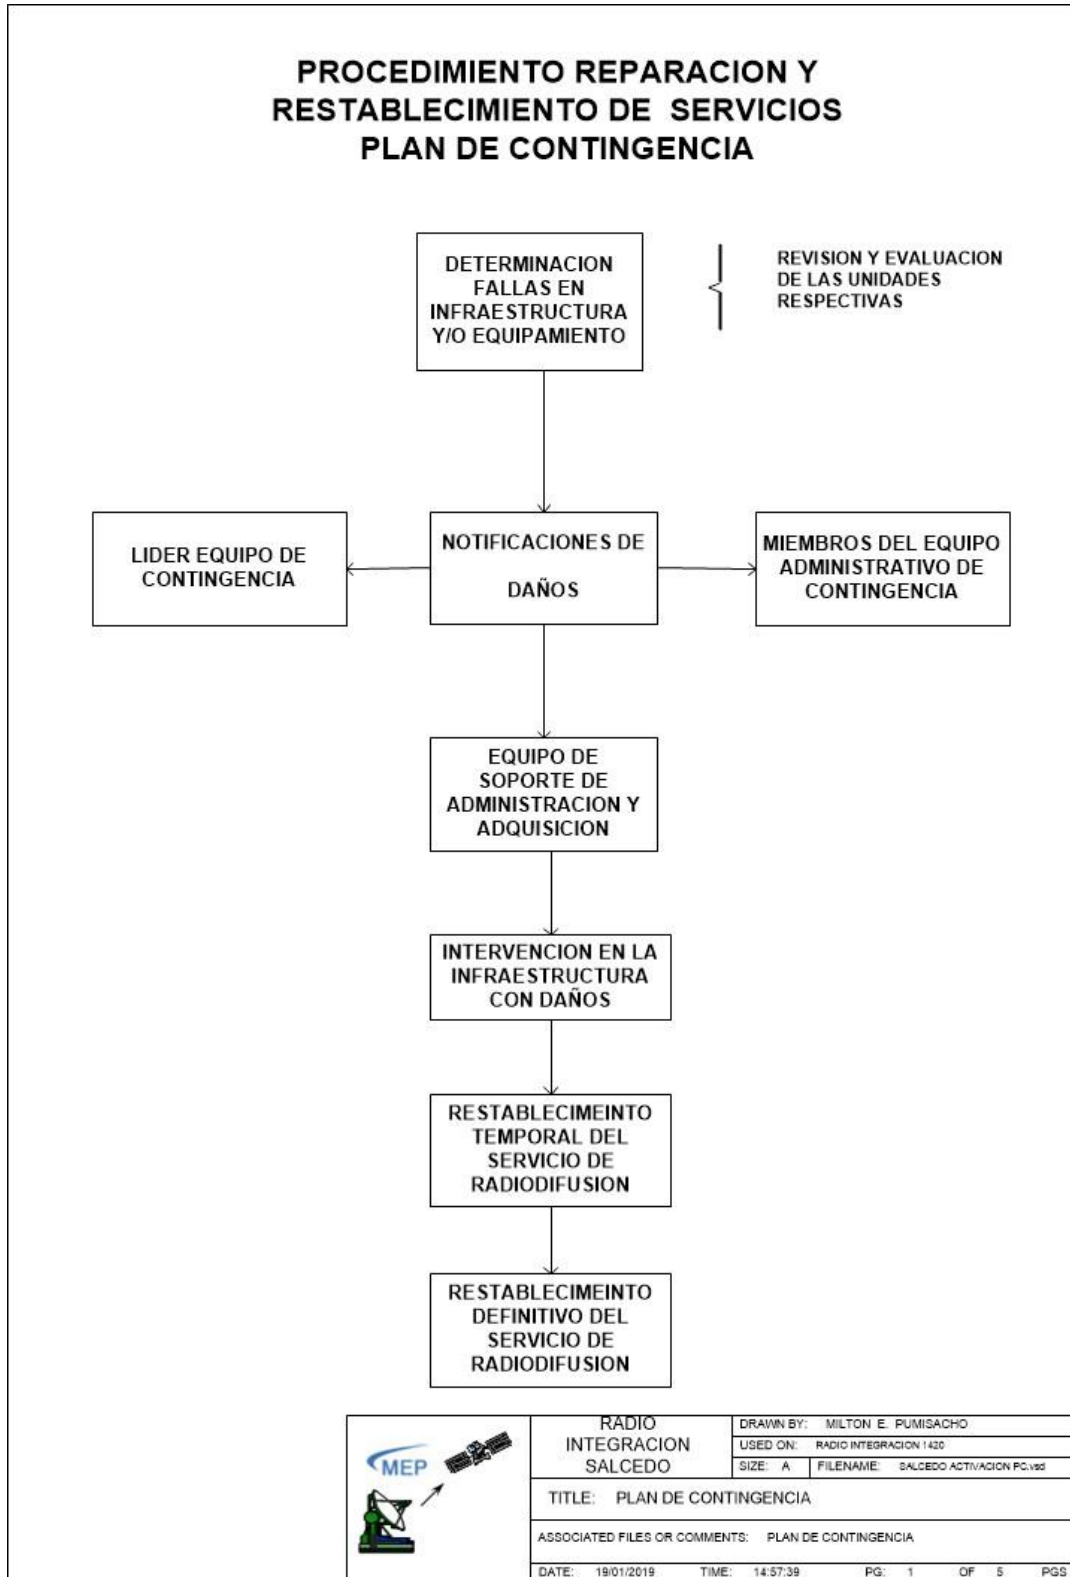 PROCEDIMIENTO REPARACION Y
RESTABLECIMIENTO DE SERVICIOS
PLAN DE CONTINGENCIA
DETERMINACION
FALLAS EN
INFRAESTRUCTURA
Y/O EQUIPAMIENTO
REVISION Y EVALUACION
DE LAS UNIDADES
RESPECTIVAS
LIDER EQUIPO DE
CONTINGENCIA
NOTIFICACIONES DE
DAÑOS
MIEMBROS DEL EQUIPO
ADMINISTRATIVO DE
CONTINGENCIA
EQUIPO DE
SOPORTE DE
ADMINISTRACION Y
ADQUISICION
INTERVENCION EN LA
INFRAESTRUCTURA
CON DAÑOS
RESTABLECIMEINTO
TEMPORAL DEL
SERVICIO DE
RADIODIFUSION
RESTABLECIMEINTO
DEFINITIVO DEL
SERVICIO DE
RADIODIFUSION
MEP
RADIO
INTEGRACION
SALCEDO
DRAWN BY: MILTON E. PUMISACHO
USED ON: RADIO INTEGRACION 1420
SIZE: A FILENAME: SALCEDO ACTIVACION PC.vsd
TITLE: PLAN DE CONTINGENCIA
ASSOCIATED FILES OR COMMENTS: PLAN DE CONTINGENCIA
DATE: 19/01/2019 TIME: 14:57:39 PG: 1 OF 5 PGS